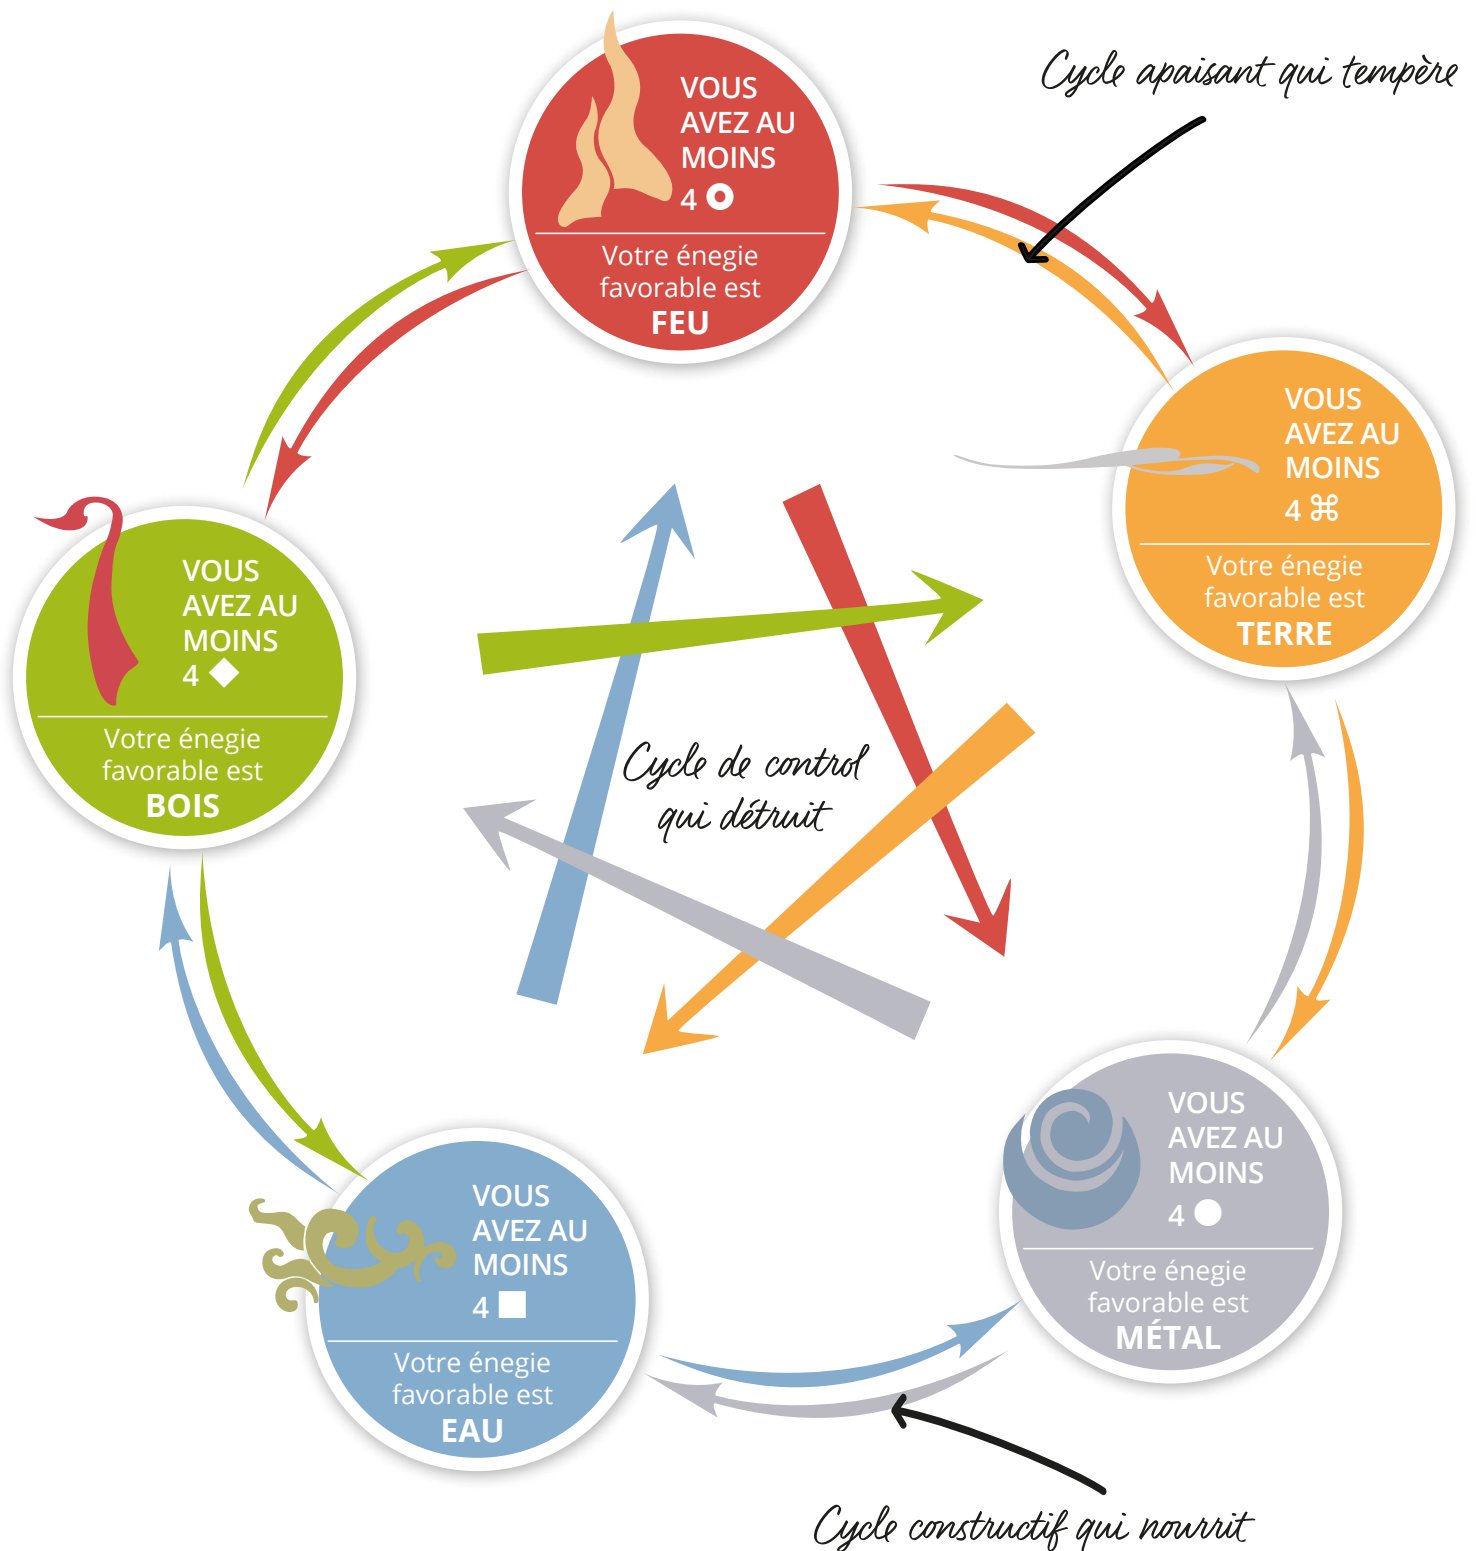 Cycle apaisant qui tempère
VOUS
AVEZ AU
MOINS
4
Votre énegie
favorable est
FEU
VOUS
AVEZ AU
MOINS
4 ⌘
Votre énegie
favorable est
TERRE
VOUS
AVEZ AU
MOINS
4 ◆
Votre énegie
favorable est
BOIS
Cycle de control
qui détruit
VOUS
AVEZ AU
MOINS
4 ●
Votre énegie
favorable est
MÉTAL
VOUS
AVEZ AU
MOINS
4 ■
Votre énegie
favorable est
EAU
Cycle constructif qui nourrit